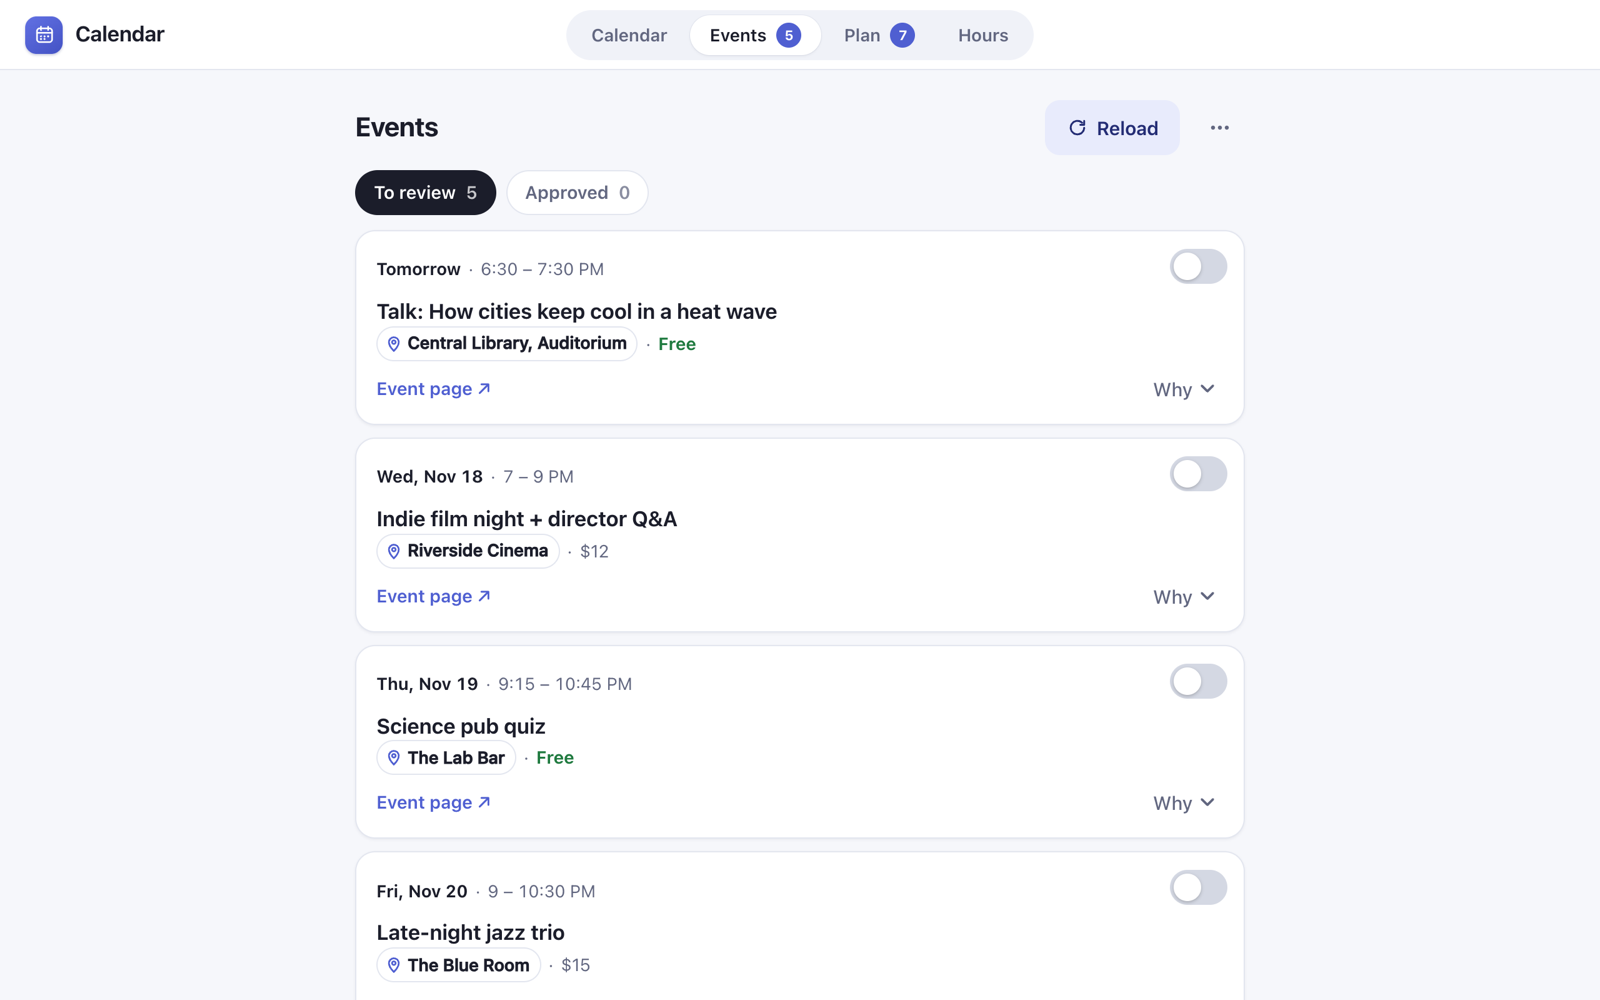 Calendar
Calendar Events 5 Plan 7 Hours
Events
Reload
To review 5 Approved 0
Tomorrow · 6:30 – 7:30 PM
Talk: How cities keep cool in a heat wave
Central Library, Auditorium · Free
Event page Why
Wed, Nov 18 · 7 – 9 PM
Indie film night + director Q&A
Riverside Cinema · $12
Event page Why
Thu, Nov 19 · 9:15 – 10:45 PM
Science pub quiz
The Lab Bar · Free
Event page Why
Fri, Nov 20 · 9 – 10:30 PM
Late-night jazz trio
The Blue Room · $15